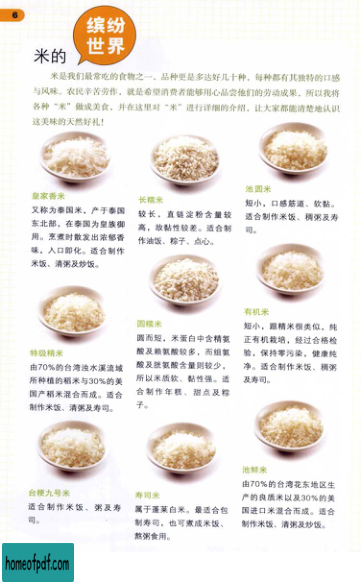 6
缤纷
世界
米的
米是我们最常吃的食物之一，品种更是多达好几十种，每种都有其独特的口感
与风味。农民辛苦劳作，就是希望消费者能够用心品尝他们的劳动成果，所以我将
各种“米”做成美食，并在这里对“米”进行详细的介绍，让大家都能清楚地认识
这美味的天然好礼！
皇家香米
又称为泰国米，产于泰国
东北部，在泰国为皇族御
用。烹煮时散发出浓郁香
味，入口即化。适合制作
米饭、清粥及炒饭。
长糯米
较长，直链淀粉含量较
高，故黏性较差。适合制
作油饭、粽子、点心。
池圆米
短小，口感筋道、软黏。
适合制作米饭、稠粥及寿
司。
特级精米
由70%的台湾浊水溪流域
所种植的稻米与30%的美
国产稻米混合而成。适合
制作米饭、清粥及寿司。
圆糯米
圆而短，米蛋白中含精氨
酸及赖氨酸较多，而组氨
酸及胱氨酸含量则较少，
所以米质软、黏性强。适
合制作年糕、甜点及粽
子。
有机米
短小，跟精米很类似，纯
正有机栽培，经过合格检
验，保持零污染，健康纯
净。适合制作米饭、稠粥
及寿司。
台梗九号米
适合制作米饭、粥及寿
司。
寿司米
属于蓬莱白米。最适合包
制寿司，也可煮成米饭、
熬粥食用。
池鲜米
由70%的台湾花东地区生
产的良质米以及30%的美
国进口米混合而成。适合
制作米饭、清粥及炒饭。
homeofpdf.com